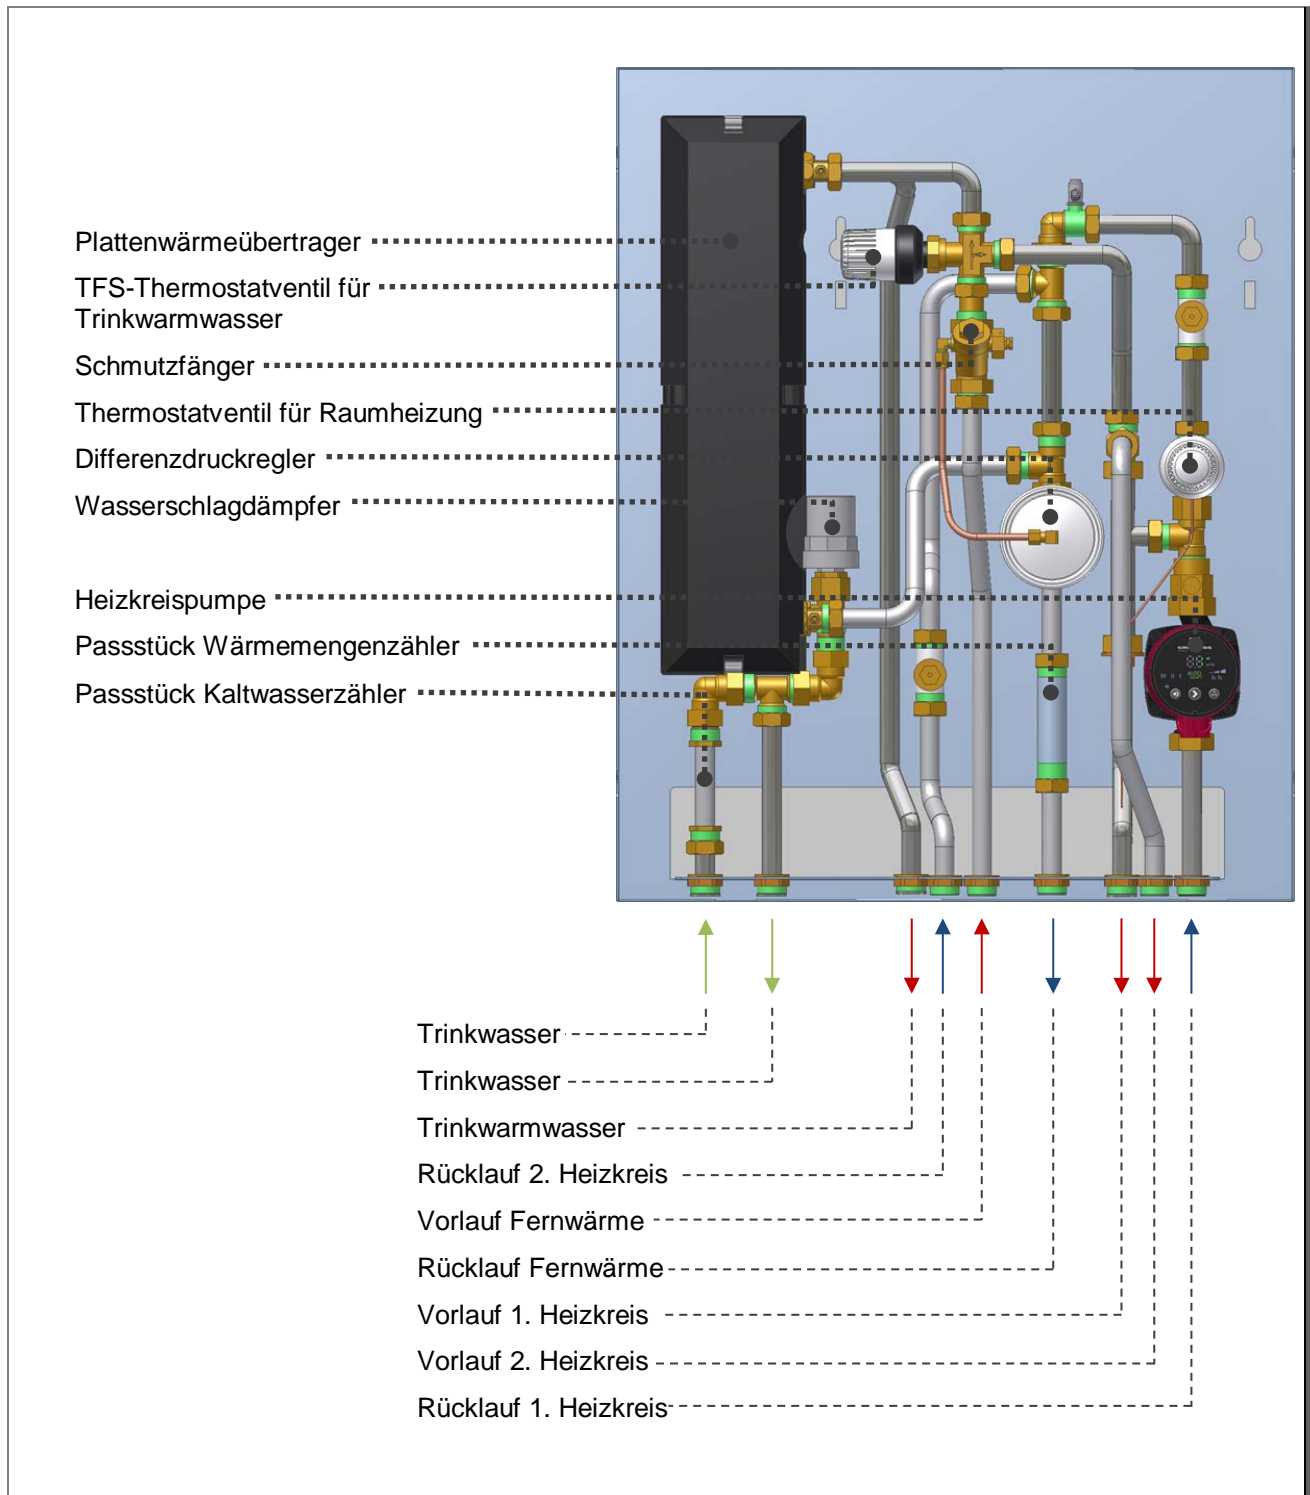 Plattenwärmeübertrager
TFS-Thermostatventil für
Trinkwarmwasser
Schmutzfänger
Thermostatventil für Raumheizung
Differenzdruckregler
Wasserschlagdämpfer
Heizkreispumpe
Passstück Wärmemengenzähler
Passstück Kaltwasserzähler
AUTO
Trinkwasser
Trinkwasser
Trinkwarmwasser
Rücklauf 2. Heizkreis
Vorlauf Fernwärme
Rücklauf Fernwärme
Vorlauf 1. Heizkreis
Vorlauf 2. Heizkreis
Rücklauf 1. Heizkreis